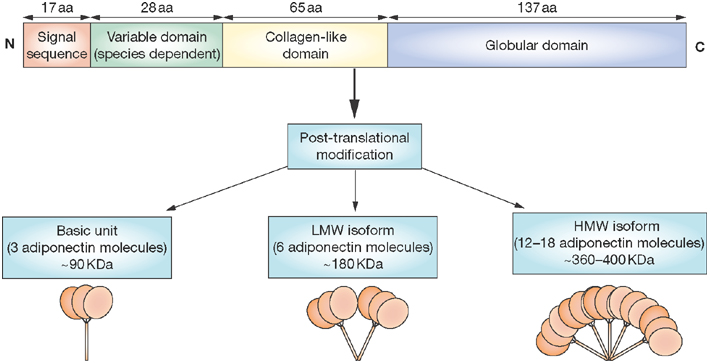 17 aa 28 aa 65 aa 137 aa
N Signal sequence Variable domain (species dependent) Collagen-like domain Globular domain C
Post-translational
modification
Basic unit
(3 adiponectin molecules)
~90 KDa
LMW isoform
(6 adiponectin molecules)
~180 KDa
HMW isoform
(12–18 adiponectin molecules)
~360–400 KDa